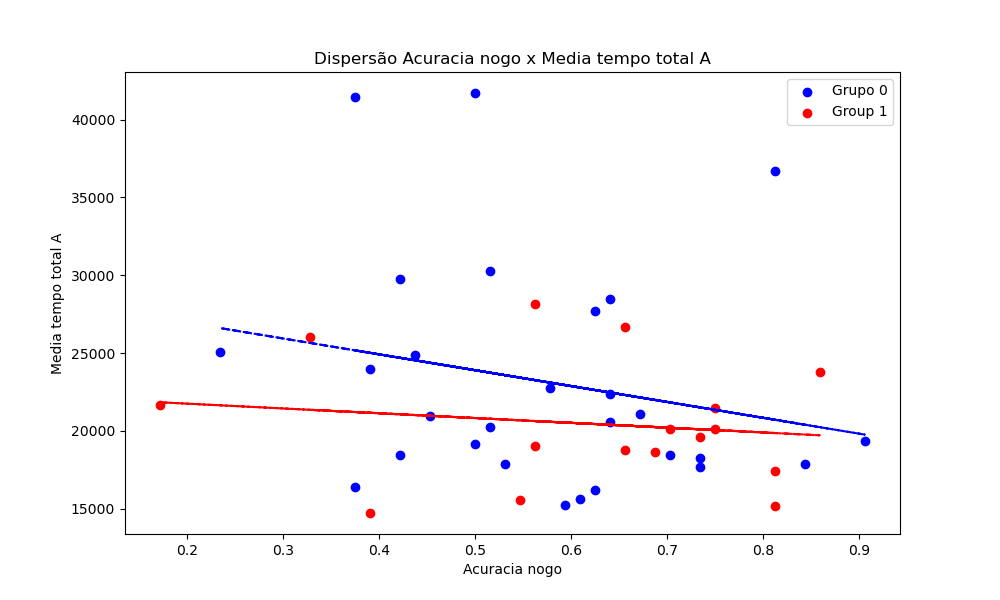 Dispersão Acuracia nogo x Media tempo total A
Grupo 0
Group 1
Media tempo total A
40000
35000
30000
25000
20000
15000
0.2 0.3 0.4 0.5 0.6 0.7 0.8 0.9
Acuracia nogo